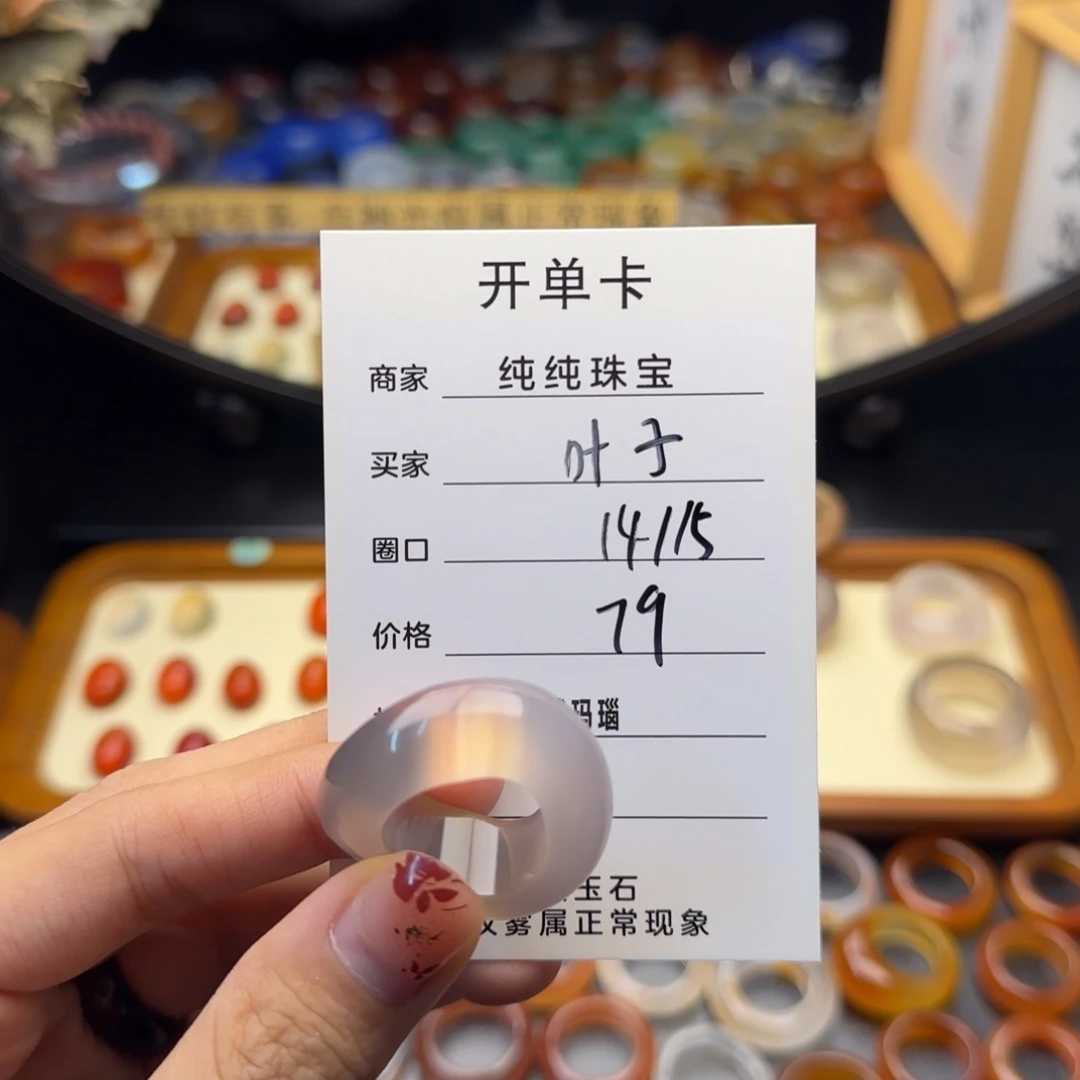 开单卡
商家 纯纯珠宝
买家 叶子
圈口 14/15
价格 79
玛瑙
玉石
雾属正常现象